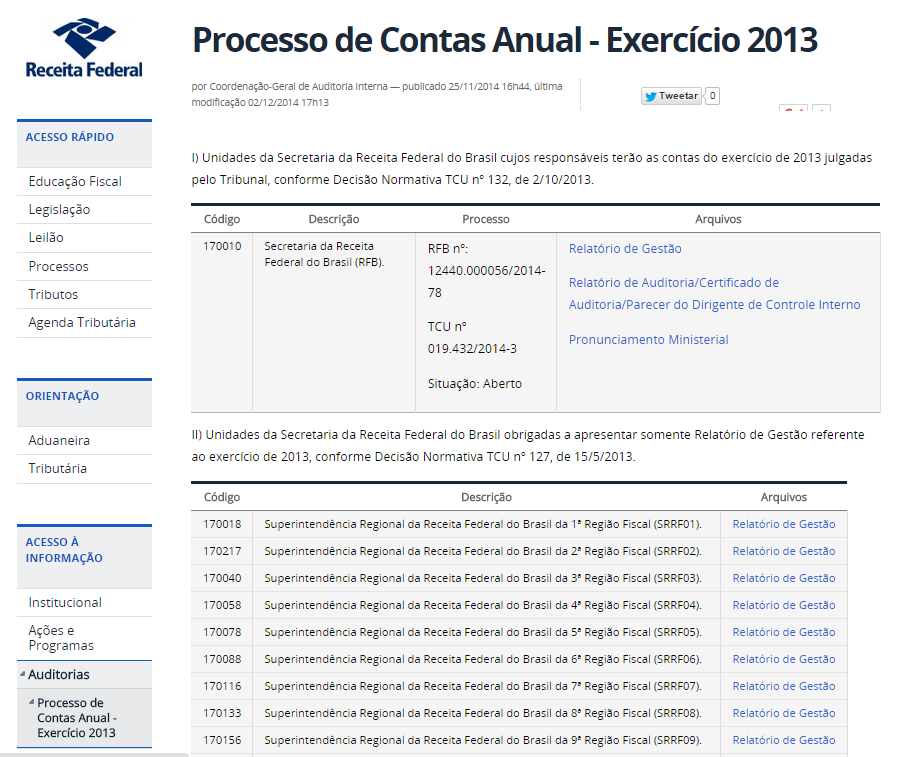 Receita Federal
ACESSO RÁPIDO
Educação Fiscal
Legislação
Leilão
Processos
Tributos
Agenda Tributária
ORIENTAÇÃO
Aduaneira
Tributária
ACESSO À
INFORMAÇÃO
Institucional
Ações e
Programas
Auditorias
Processo de
Contas Anual -
Exercício 2013
Processo de Contas Anual - Exercício 2013
por Coordenação-Geral de Auditoria Interna — publicado 25/11/2014 16h44, última
modificação 02/12/2014 17h13
Tweetar 0
I) Unidades da Secretaria da Receita Federal do Brasil cujos responsáveis terão as contas do exercício de 2013 julgadas
pelo Tribunal, conforme Decisão Normativa TCU nº 132, de 2/10/2013.
Código Descrição Processo Arquivos
170010
Secretaria da Receita
Federal do Brasil (RFB).
RFB nº:
12440.000056/2014-
78
TCU nº
019.432/2014-3
Situação: Aberto
Relatório de Gestão
Relatório de Auditoria/Certificado de
Auditoria/Parecer do Dirigente de Controle Interno
Pronunciamento Ministerial
II) Unidades da Secretaria da Receita Federal do Brasil obrigadas a apresentar somente Relatório de Gestão referente
ao exercício de 2013, conforme Decisão Normativa TCU nº 127, de 15/5/2013.
Código Descrição Arquivos
170018 Superintendência Regional da Receita Federal do Brasil da 1ª Região Fiscal (SRRF01). Relatório de Gestão
170217 Superintendência Regional da Receita Federal do Brasil da 2ª Região Fiscal (SRRF02). Relatório de Gestão
170040 Superintendência Regional da Receita Federal do Brasil da 3ª Região Fiscal (SRRF03). Relatório de Gestão
170058 Superintendência Regional da Receita Federal do Brasil da 4ª Região Fiscal (SRRF04). Relatório de Gestão
170078 Superintendência Regional da Receita Federal do Brasil da 5ª Região Fiscal (SRRF05). Relatório de Gestão
170088 Superintendência Regional da Receita Federal do Brasil da 6ª Região Fiscal (SRRF06). Relatório de Gestão
170116 Superintendência Regional da Receita Federal do Brasil da 7ª Região Fiscal (SRRF07). Relatório de Gestão
170133 Superintendência Regional da Receita Federal do Brasil da 8ª Região Fiscal (SRRF08). Relatório de Gestão
170156 Superintendência Regional da Receita Federal do Brasil da 9ª Região Fiscal (SRRF09). Relatório de Gestão